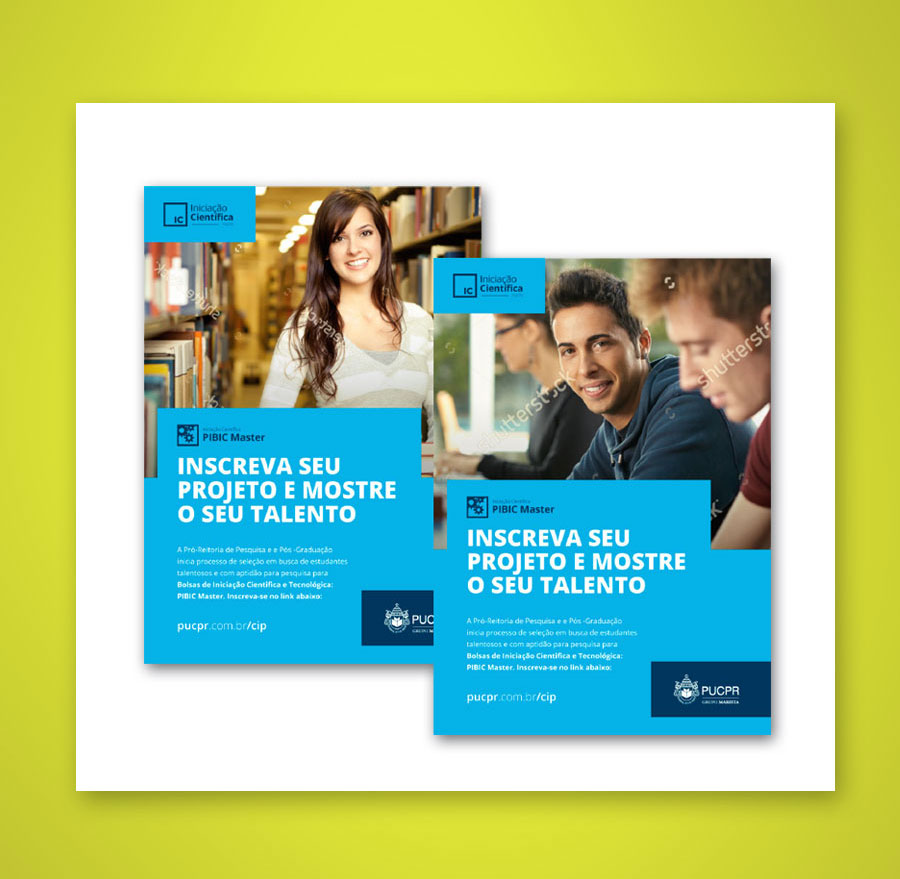 Iniciação
IC Científica
Iniciação Científica
PIBIC Master
INSCREVA SEU
PROJETO E MOSTRE
O SEU TALENTO
A Pró-Reitoria de Pesquisa e e Pós -Graduação
inicia processo de seleção em busca de estudantes
talentosos e com aptidão para pesquisa para
Bolsas de Iniciação Científica e Tecnológica:
PIBIC Master. Inscreva-se no link abaixo:
pucpr.com.br/cip
PUC
GRUPO MA
shutterstock
Iniciação
IC Científica
Iniciação Científica
PIBIC Master
INSCREVA SEU
PROJETO E MOSTRE
O SEU TALENTO
A Pró-Reitoria de Pesquisa e e Pós -Graduação
inicia processo de seleção em busca de estudantes
talentosos e com aptidão para pesquisa para
Bolsas de Iniciação Científica e Tecnológica:
PIBIC Master. Inscreva-se no link abaixo:
pucpr.com.br/cip
PUCPR
GRUPO MARISTA
shutterstock